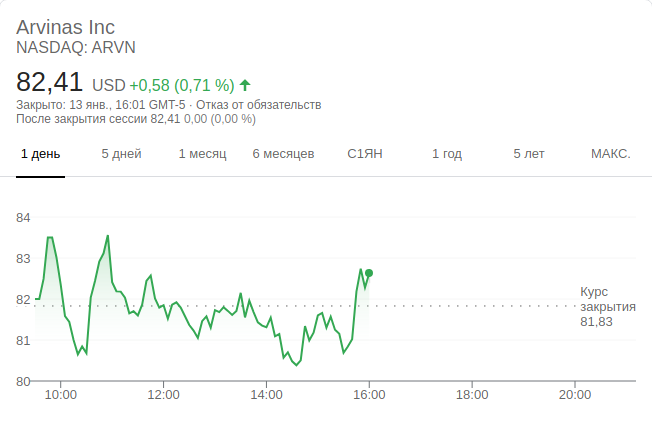 Arvinas Inc
NASDAQ: ARVN
82,41 USD +0,58 (0,71 %)
Закрыто: 13 янв., 16:01 GMT-5 · Отказ от обязательств
После закрытия сессии 82,41 0,00 (0,00 %)
1 день 5 дней 1 месяц 6 месяцев С1ЯН 1 год 5 лет МАКС.
84
83
82
81
80
Курс
закрытия
81,83
10:00 12:00 14:00 16:00 18:00 20:00